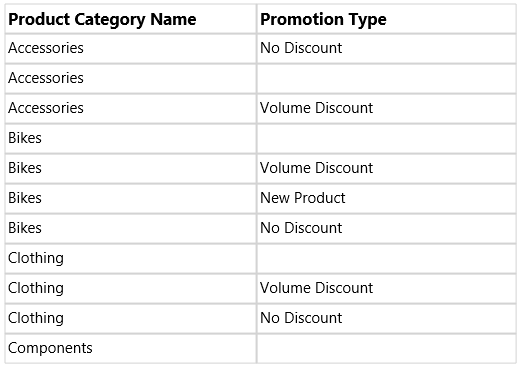 Product Category Name Promotion Type
Accessories No Discount
Accessories
Accessories Volume Discount
Bikes
Bikes Volume Discount
Bikes New Product
Bikes No Discount
Clothing
Clothing Volume Discount
Clothing No Discount
Components